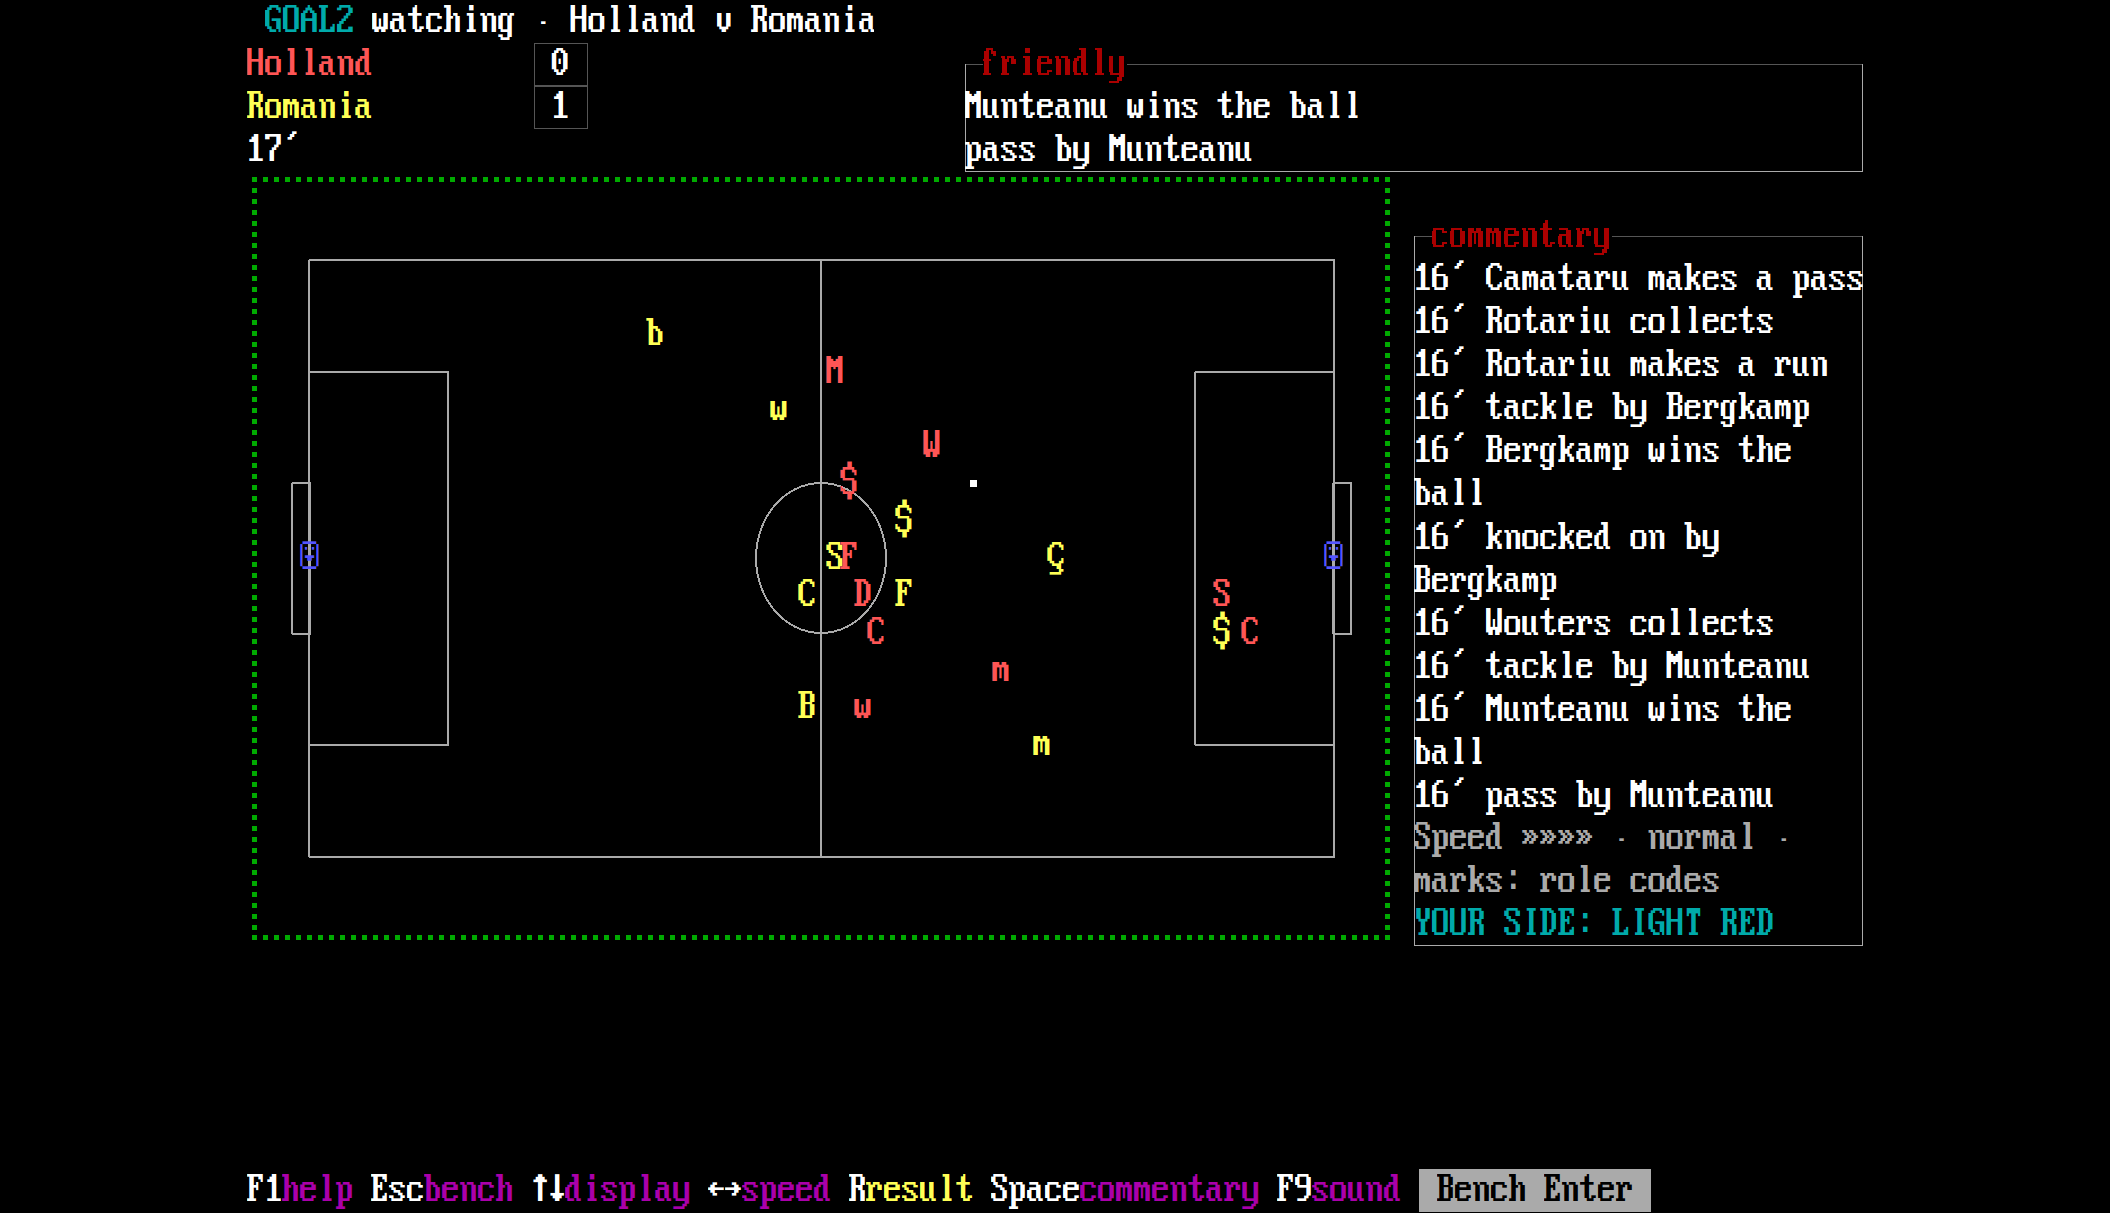 GOAL2 watching · Holland v Romania
Holland 0
friendly
Romania 1
Munteanu wins the ball
17′
pass by Munteanu
commentary
16′ Camataru makes a pass
16′ Rotariu collects
16′ Rotariu makes a run
16′ tackle by Bergkamp
16′ Bergkamp wins the
ball
16′ knocked on by
Bergkamp
16′ Wouters collects
16′ tackle by Munteanu
16′ Munteanu wins the
ball
16′ pass by Munteanu
Speed »»»» · normal ·
marks: role codes
YOUR SIDE: LIGHT RED
b
M
w
W
$
$
0 S F Ç 0
C D F S
C $ C
m
B w
m
F1help Escbench ↑↓display ↔speed Rresult Spacecommentary F9sound Bench Enter